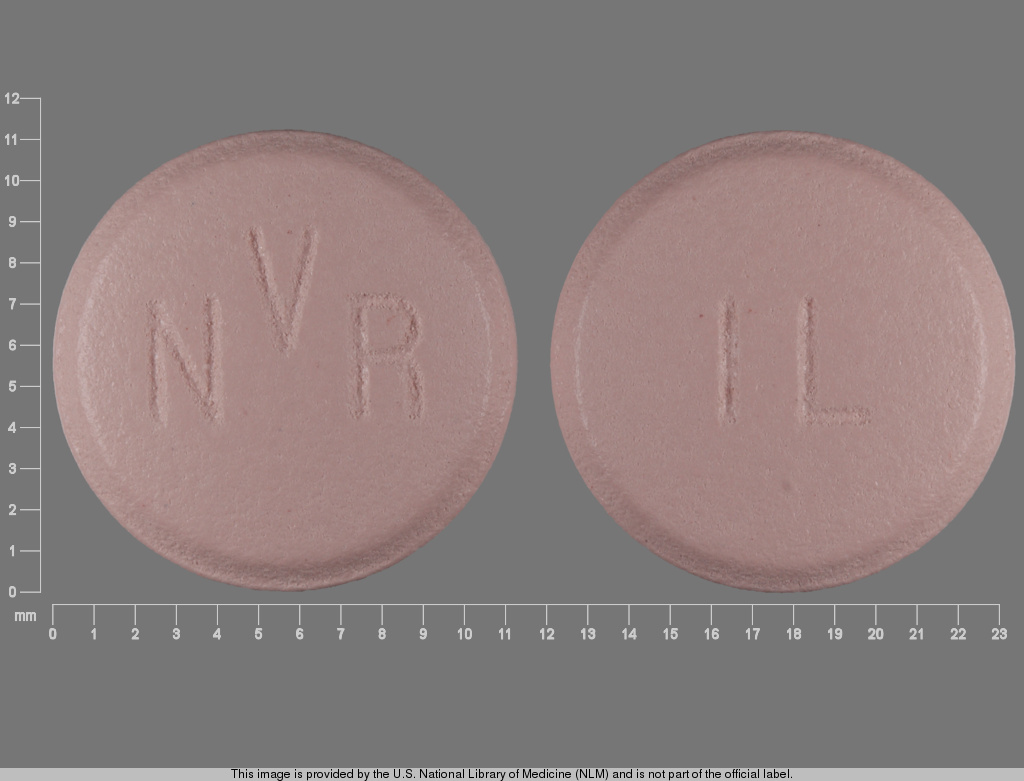 12
11
10
9
8
7
6
5
4
3
2
1
0
mm
NVR
IL
0 1 2 3 4 5 6 7 8 9 10 11 12 13 14 15 16 17 18 19 20 21 22 23
This image is provided by the U.S. National Library of Medicine (NLM) and is not part of the official label.